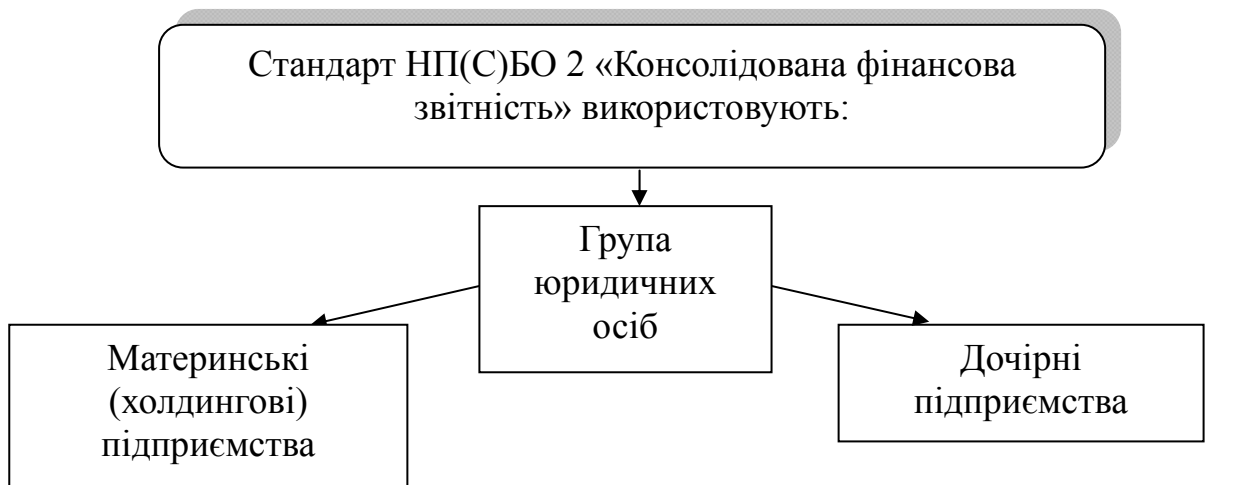 Стандарт НП(С)БО 2 «Консолідована фінансова
звітність» використовують:
Група
юридичних
осіб
Материнські
(холдингові)
підприємства
Дочірні
підприємства